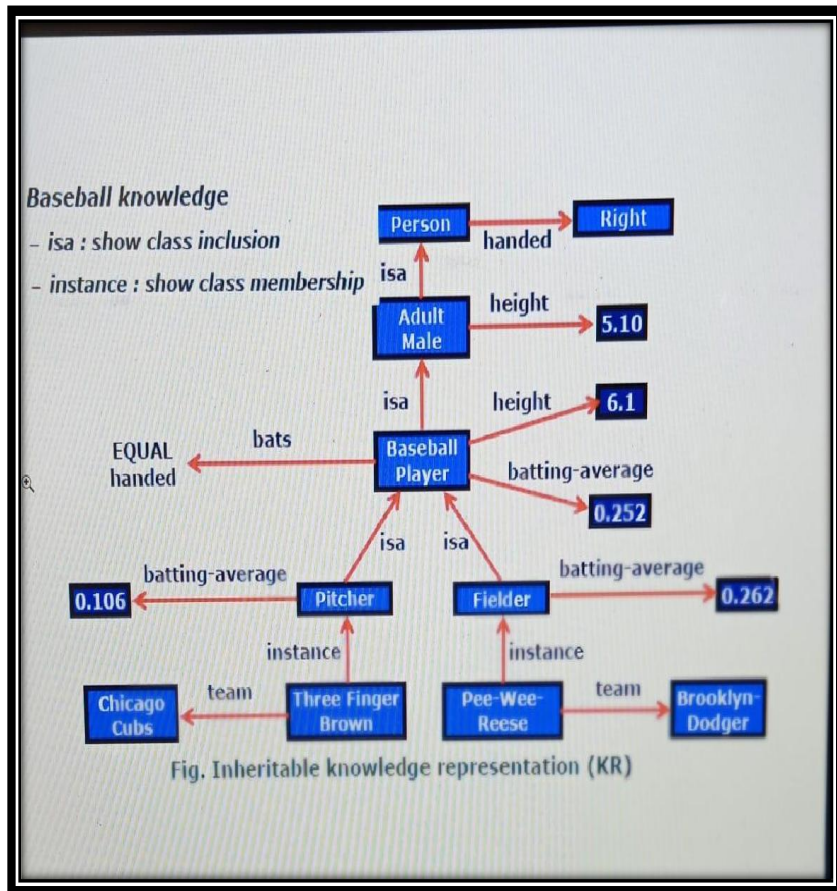 Baseball knowledge
– isa : show class inclusion
– instance : show class membership
Person
handed
Right
isa
Adult
Male
height
5.10
isa
height
6.1
EQUAL
handed
bats
Baseball
Player
batting-average
0.252
isa
isa
0.106
batting-average
Pitcher
Fielder
batting-average
0.262
instance
instance
Chicago
Cubs
team
Three Finger
Brown
Pee-Wee-
Reese
team
Brooklyn-
Dodger
Fig. Inheritable knowledge representation (KR)